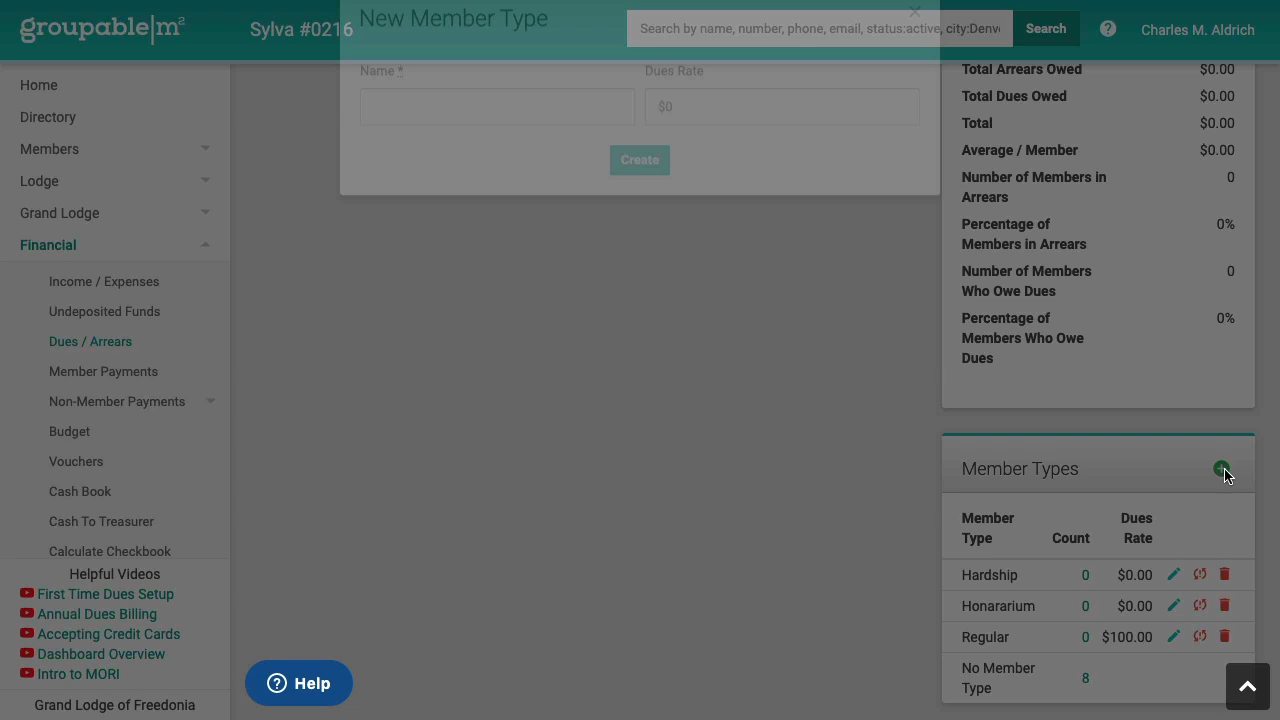 groupable|m²
Sylva #0216
New Member Type
Search by name, number, phone, email, status:active, city:Denv
Search
Charles M. Aldrich
Home
Directory
Members
Lodge
Grand Lodge
Financial
Income / Expenses
Undeposited Funds
Dues / Arrears
Member Payments
Non-Member Payments
Budget
Vouchers
Cash Book
Cash To Treasurer
Calculate Checkbook
Helpful Videos
First Time Dues Setup
Annual Dues Billing
Accepting Credit Cards
Dashboard Overview
Intro to MORI
Grand Lodge of Freedonia
Name *
Dues Rate
$0
Create
Total Arrears Owed $0.00
Total Dues Owed $0.00
Total $0.00
Average / Member $0.00
Number of Members in 0
Arrears
Percentage of 0%
Members in Arrears
Number of Members 0
Who Owe Dues
Percentage of 0%
Members Who Owe
Dues
Member Types
Member Dues
Type Count Rate
Hardship 0 $0.00
Honararium 0 $0.00
Regular 0 $100.00
No Member
Type 8
Help